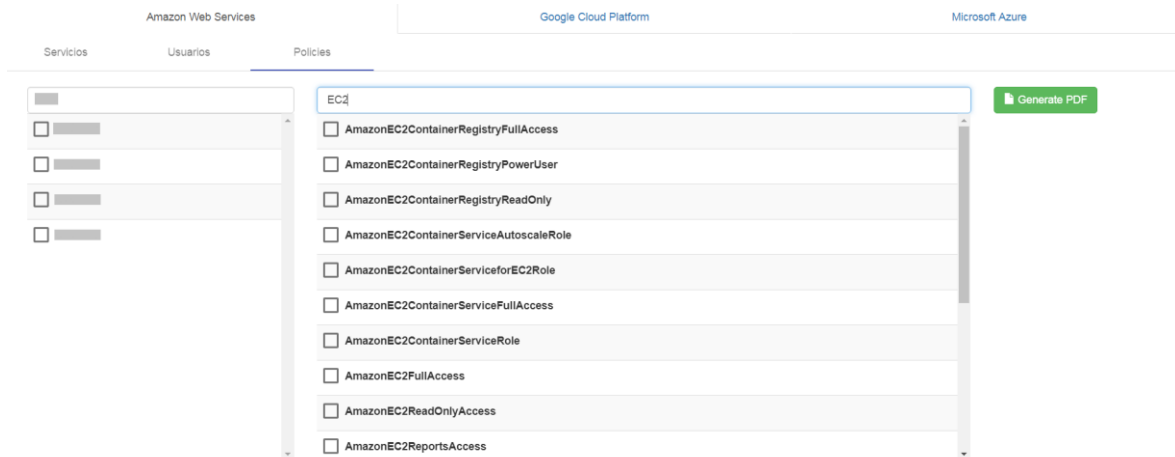 Amazon Web Services Google Cloud Platform Microsoft Azure
Servicios Usuarios Policies
EC2 Generate PDF
AmazonEC2ContainerRegistryFullAccess
AmazonEC2ContainerRegistryPowerUser
AmazonEC2ContainerRegistryReadOnly
AmazonEC2ContainerServiceAutoscaleRole
AmazonEC2ContainerServiceforEC2Role
AmazonEC2ContainerServiceFullAccess
AmazonEC2ContainerServiceRole
AmazonEC2FullAccess
AmazonEC2ReadOnlyAccess
AmazonEC2ReportsAccess